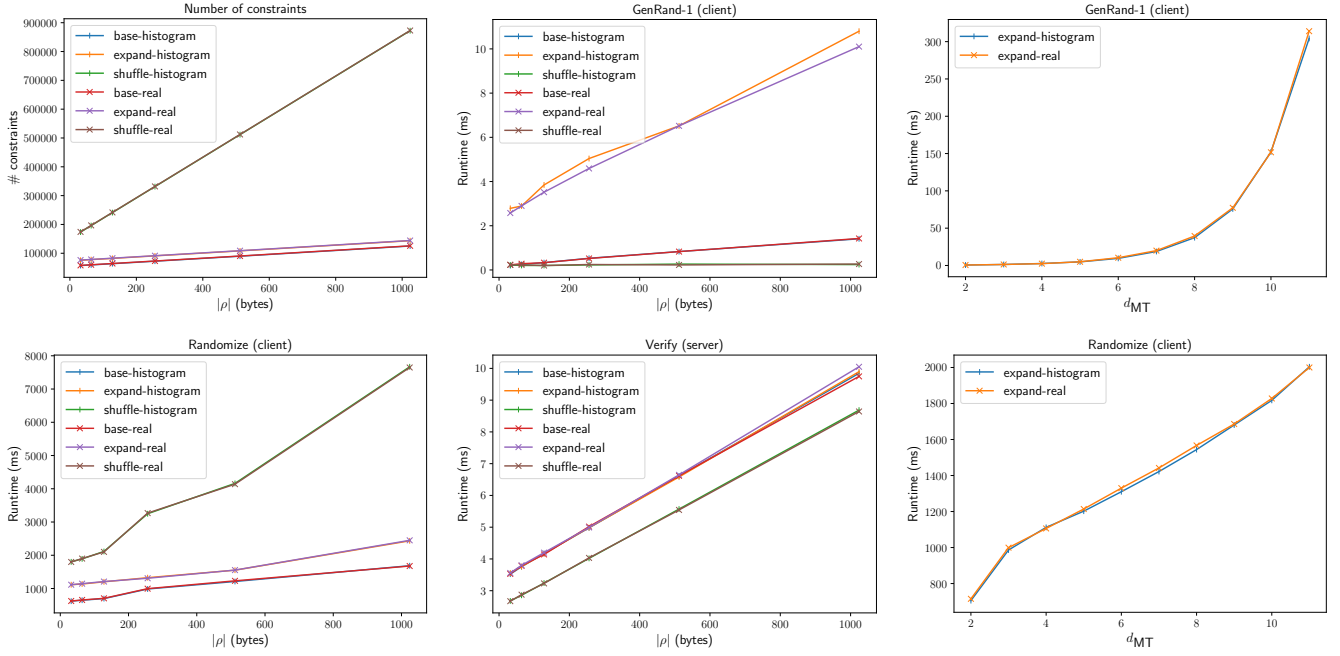 Number of constraints
900000
800000
700000
600000
500000
400000
300000
200000
100000
# constraints
base-histogram
expand-histogram
shuffle-histogram
base-real
expand-real
shuffle-real
0 200 400 600 800 1000
|ρ| (bytes)
GenRand-1 (client)
10
8
6
4
2
0
Runtime (ms)
base-histogram
expand-histogram
shuffle-histogram
base-real
expand-real
shuffle-real
0 200 400 600 800 1000
|ρ| (bytes)
GenRand-1 (client)
300
250
200
150
100
50
0
Runtime (ms)
expand-histogram
expand-real
2 4 6 8 10
d_MT
Randomize (client)
8000
7000
6000
5000
4000
3000
2000
1000
Runtime (ms)
base-histogram
expand-histogram
shuffle-histogram
base-real
expand-real
shuffle-real
0 200 400 600 800 1000
|ρ| (bytes)
Verify (server)
10
9
8
7
6
5
4
3
Runtime (ms)
base-histogram
expand-histogram
shuffle-histogram
base-real
expand-real
shuffle-real
0 200 400 600 800 1000
|ρ| (bytes)
Randomize (client)
2000
1800
1600
1400
1200
1000
800
Runtime (ms)
expand-histogram
expand-real
2 4 6 8 10
d_MT